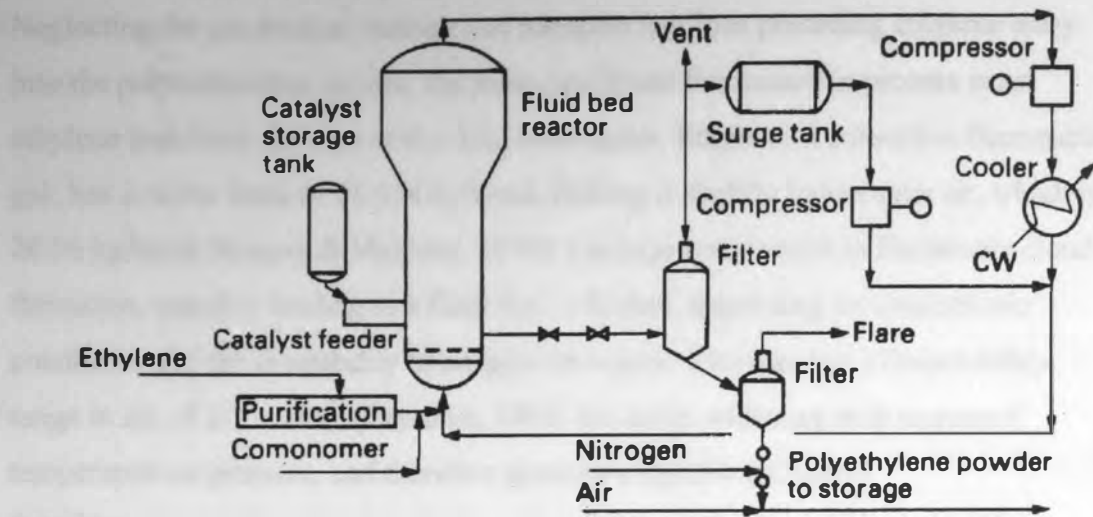 Vent
Compressor
Catalyst
storage
tank
Fluid bed
reactor
Surge tank
Cooler
Compressor
Filter
CW
Catalyst feeder
Flare
Ethylene
Filter
Purification
Comonomer
Nitrogen
Polyethylene powder
to storage
Air